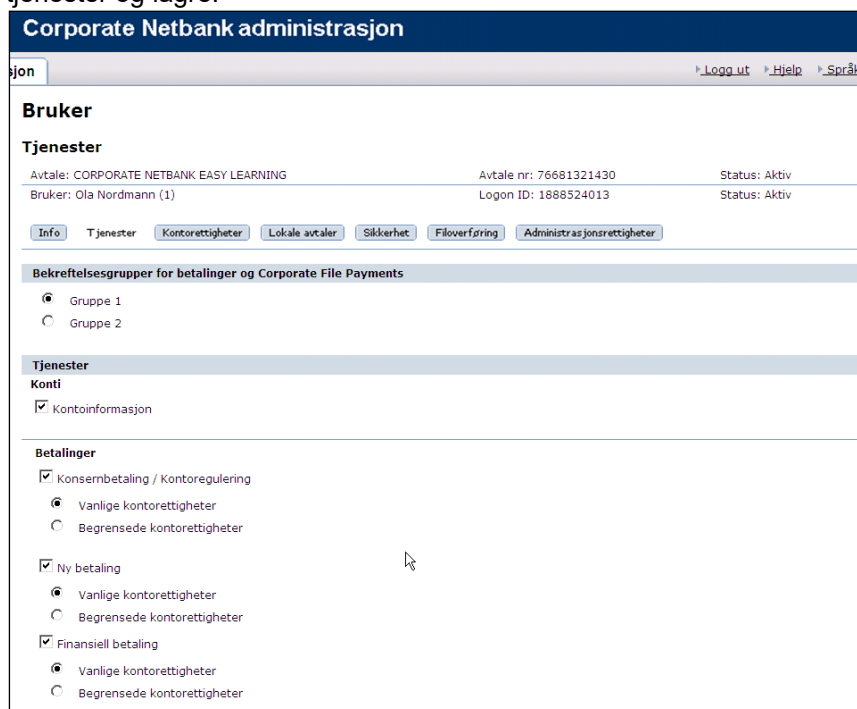 tjenester og lagre.
Corporate Netbank administrasjon
sjon
Logg ut Hjelp Språk
Bruker
Tjenester
Avtale: CORPORATE NETBANK EASY LEARNING Avtale nr: 76681321430 Status: Aktiv
Bruker: Ola Nordmann (1) Logon ID: 1888524013 Status: Aktiv
Info Tjenester Kontorettigheter Lokale avtaler Sikkerhet Filoverføring Administrasjonsrettigheter
Bekreftelsesgrupper for betalinger og Corporate File Payments
Gruppe 1
Gruppe 2
Tjenester
Konti
Kontoinformasjon
Betalinger
Konsernbetaling / Kontoregulering
Vanlige kontorettigheter
Begrensede kontorettigheter
Ny betaling
Vanlige kontorettigheter
Begrensede kontorettigheter
Finansiell betaling
Vanlige kontorettigheter
Begrensede kontorettigheter